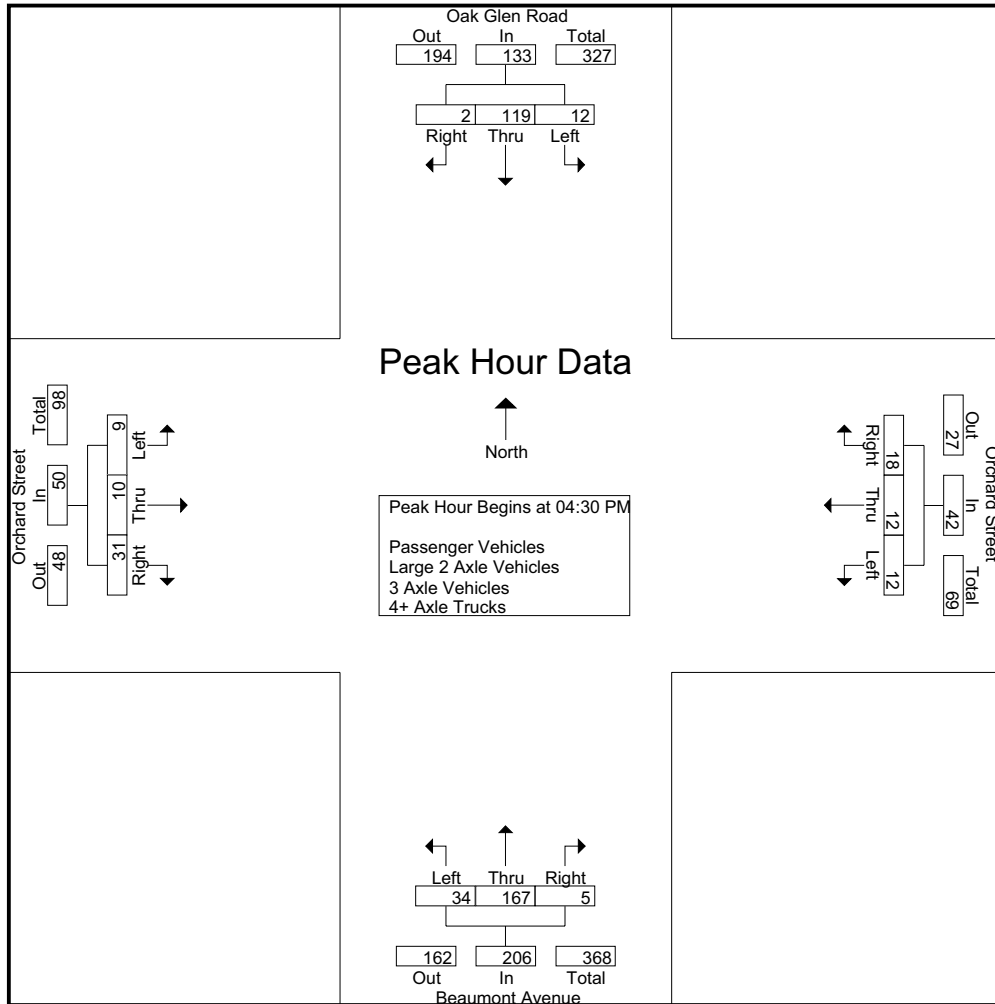 Oak Glen Road
Out In Total
194 133 327
2 119 12
Right Thru Left
Peak Hour Data
North
Peak Hour Begins at 04:30 PM
Passenger Vehicles
Large 2 Axle Vehicles
3 Axle Vehicles
4+ Axle Trucks
Orchard Street
Out In Total
48 50 98
Right Thru Left
31 10 9
Orchard Street
Out In Total
27 42 69
Right Thru Left
18 12 12
Left Thru Right
34 167 5
162 206 368
Out In Total
Beaumont Avenue